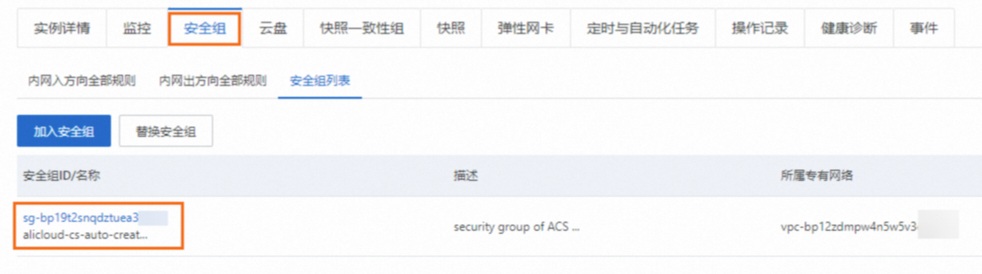 实例详情 监控 安全组 云盘 快照一致性组 快照 弹性网卡 定时与自动化任务 操作记录 健康诊断 事件
内网入方向全部规则 内网出方向全部规则 安全组列表
加入安全组 替换安全组
安全组ID/名称 描述 所属专有网络
sg-bp19t2snqdztuea3
alicloud-cs-auto-creat...
security group of ACS ...
vpc-bp12zdmpw4n5w5v3